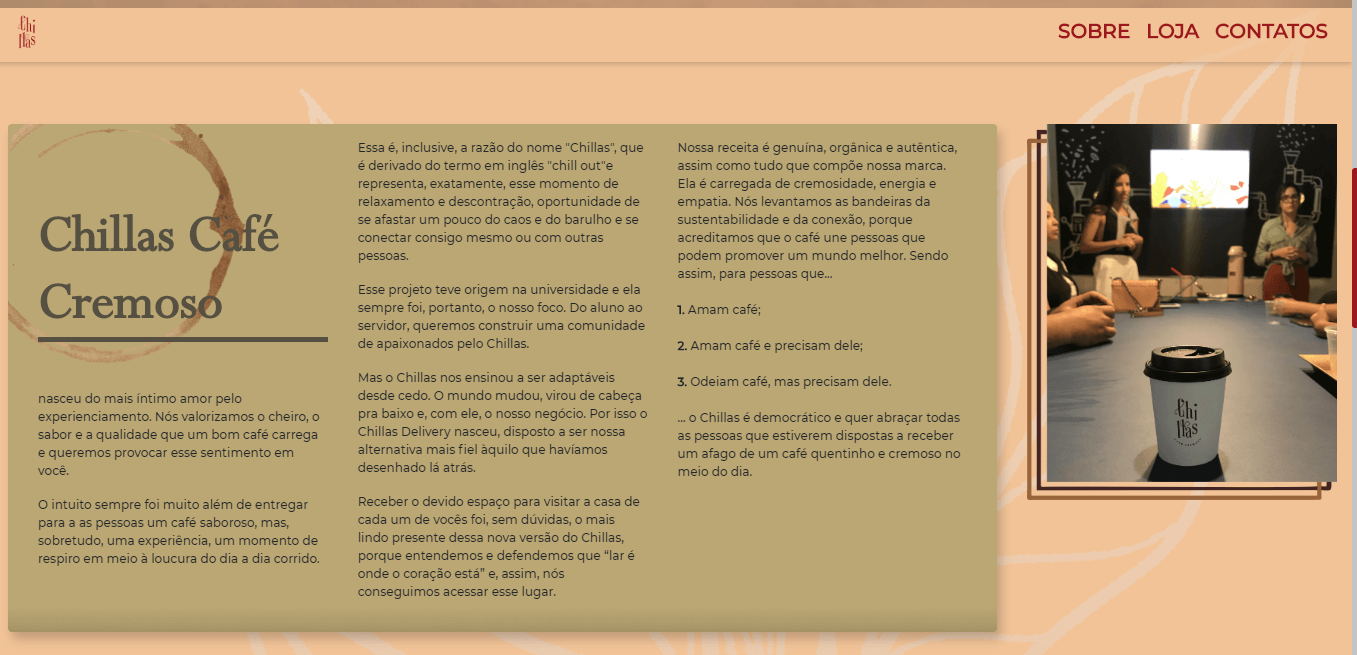 Chi
llas
SOBRE LOJA CONTATOS
Chillas Café
Cremoso
nasceu do mais íntimo amor pelo
experienciamento. Nós valorizamos o cheiro, o
sabor e a qualidade que um bom café carrega
e queremos provocar esse sentimento em
você.
O intuito sempre foi muito além de entregar
para a as pessoas um café saboroso, mas,
sobretudo, uma experiência, um momento de
respiro em meio à loucura do dia a dia corrido.
Essa é, inclusive, a razão do nome "Chillas", que
é derivado do termo em inglês "chill out"e
representa, exatamente, esse momento de
relaxamento e descontração, oportunidade de
se afastar um pouco do caos e do barulho e se
conectar consigo mesmo ou com outras
pessoas.
Esse projeto teve origem na universidade e ela
sempre foi, portanto, o nosso foco. Do aluno ao
servidor, queremos construir uma comunidade
de apaixonados pelo Chillas.
Mas o Chillas nos ensinou a ser adaptáveis
desde cedo. O mundo mudou, virou de cabeça
pra baixo e, com ele, o nosso negócio. Por isso o
Chillas Delivery nasceu, disposto a ser nossa
alternativa mais fiel àquilo que havíamos
desenhado lá atrás.
Receber o devido espaço para visitar a casa de
cada um de vocês foi, sem dúvidas, o mais
lindo presente dessa nova versão do Chillas,
porque entendemos e defendemos que “lar é
onde o coração está” e, assim, nós
conseguimos acessar esse lugar.
Nossa receita é genuína, orgânica e autêntica,
assim como tudo que compõe nossa marca.
Ela é carregada de cremosidade, energia e
empatia. Nós levantamos as bandeiras da
sustentabilidade e da conexão, porque
acreditamos que o café une pessoas que
podem promover um mundo melhor. Sendo
assim, para pessoas que...
1. Amam café;
2. Amam café e precisam dele;
3. Odeiam café, mas precisam dele.
... o Chillas é democrático e quer abraçar todas
as pessoas que estiverem dispostas a receber
um afago de um café quentinho e cremoso no
meio do dia.
Chi
llas